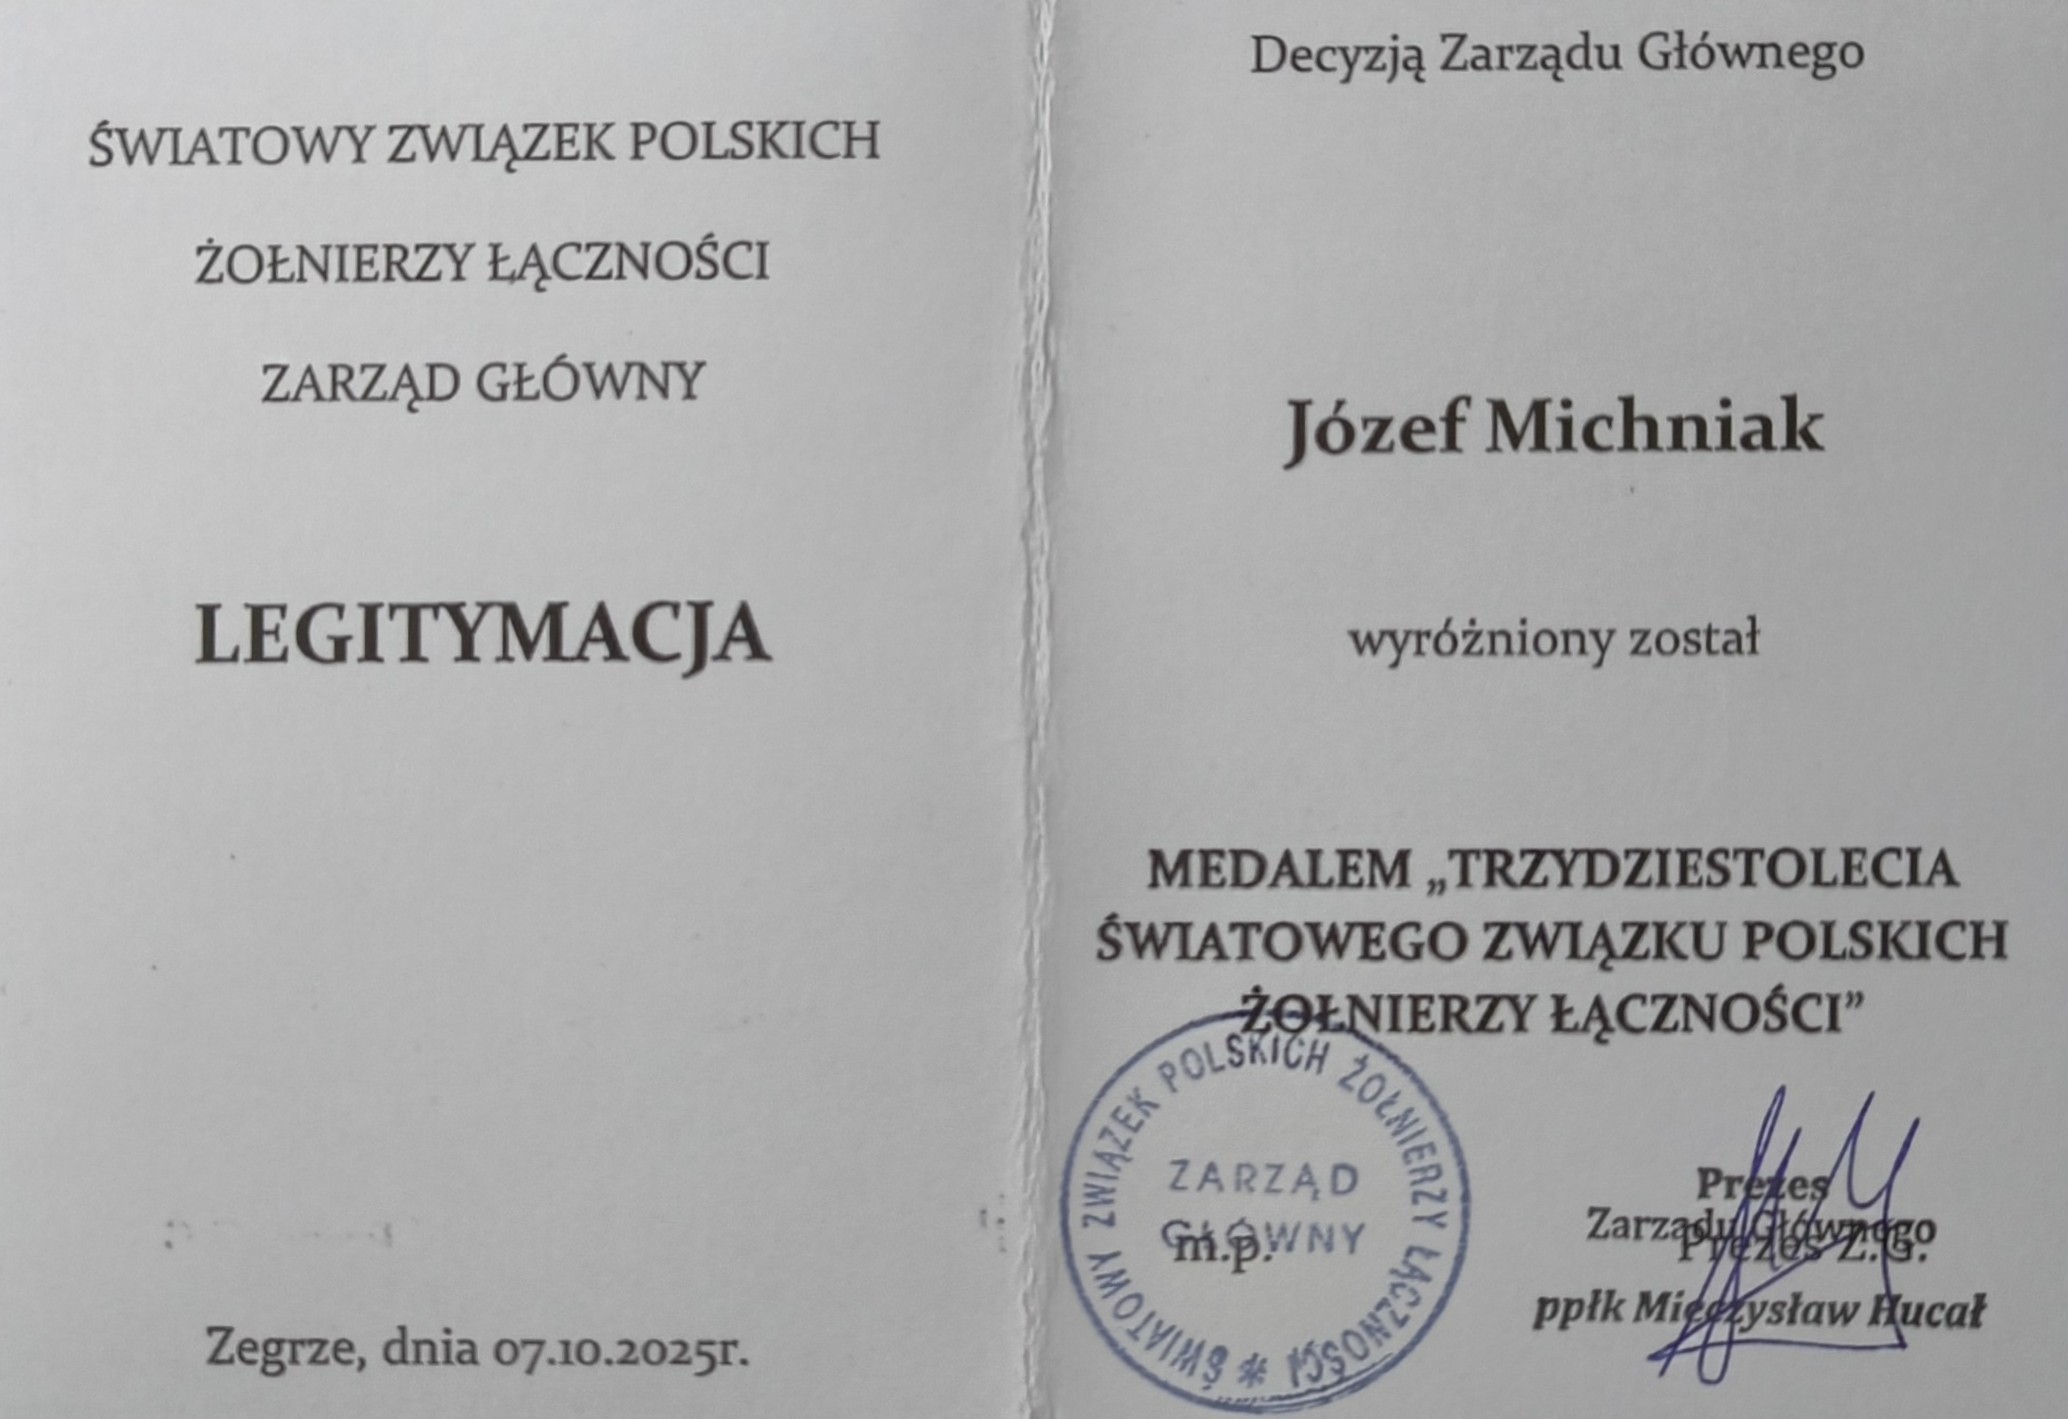 ŚWIATOWY ZWIĄZEK POLSKICH
ŻOŁNIERZY ŁĄCZNOŚCI
ZARZĄD GŁÓWNY
LEGITYMACJA
Zegrze, dnia 07.10.2025r.
Decyzją Zarządu Głównego
Józef Michniak
wyróżniony został
MEDALEM „TRZYDZIESTOLECIA
ŚWIATOWEGO ZWIĄZKU POLSKICH
ŻOŁNIERZY ŁĄCZNOŚCI”
ŚWIATOWY ZWIĄZEK POLSKICH ŻOŁNIERZY ŁĄCZNOŚCI *
ZARZĄD
GŁÓWNY
m.p.
Prezes
Zarządu Głównego
Prezes Z.G.
ppłk Mieczysław Hucał